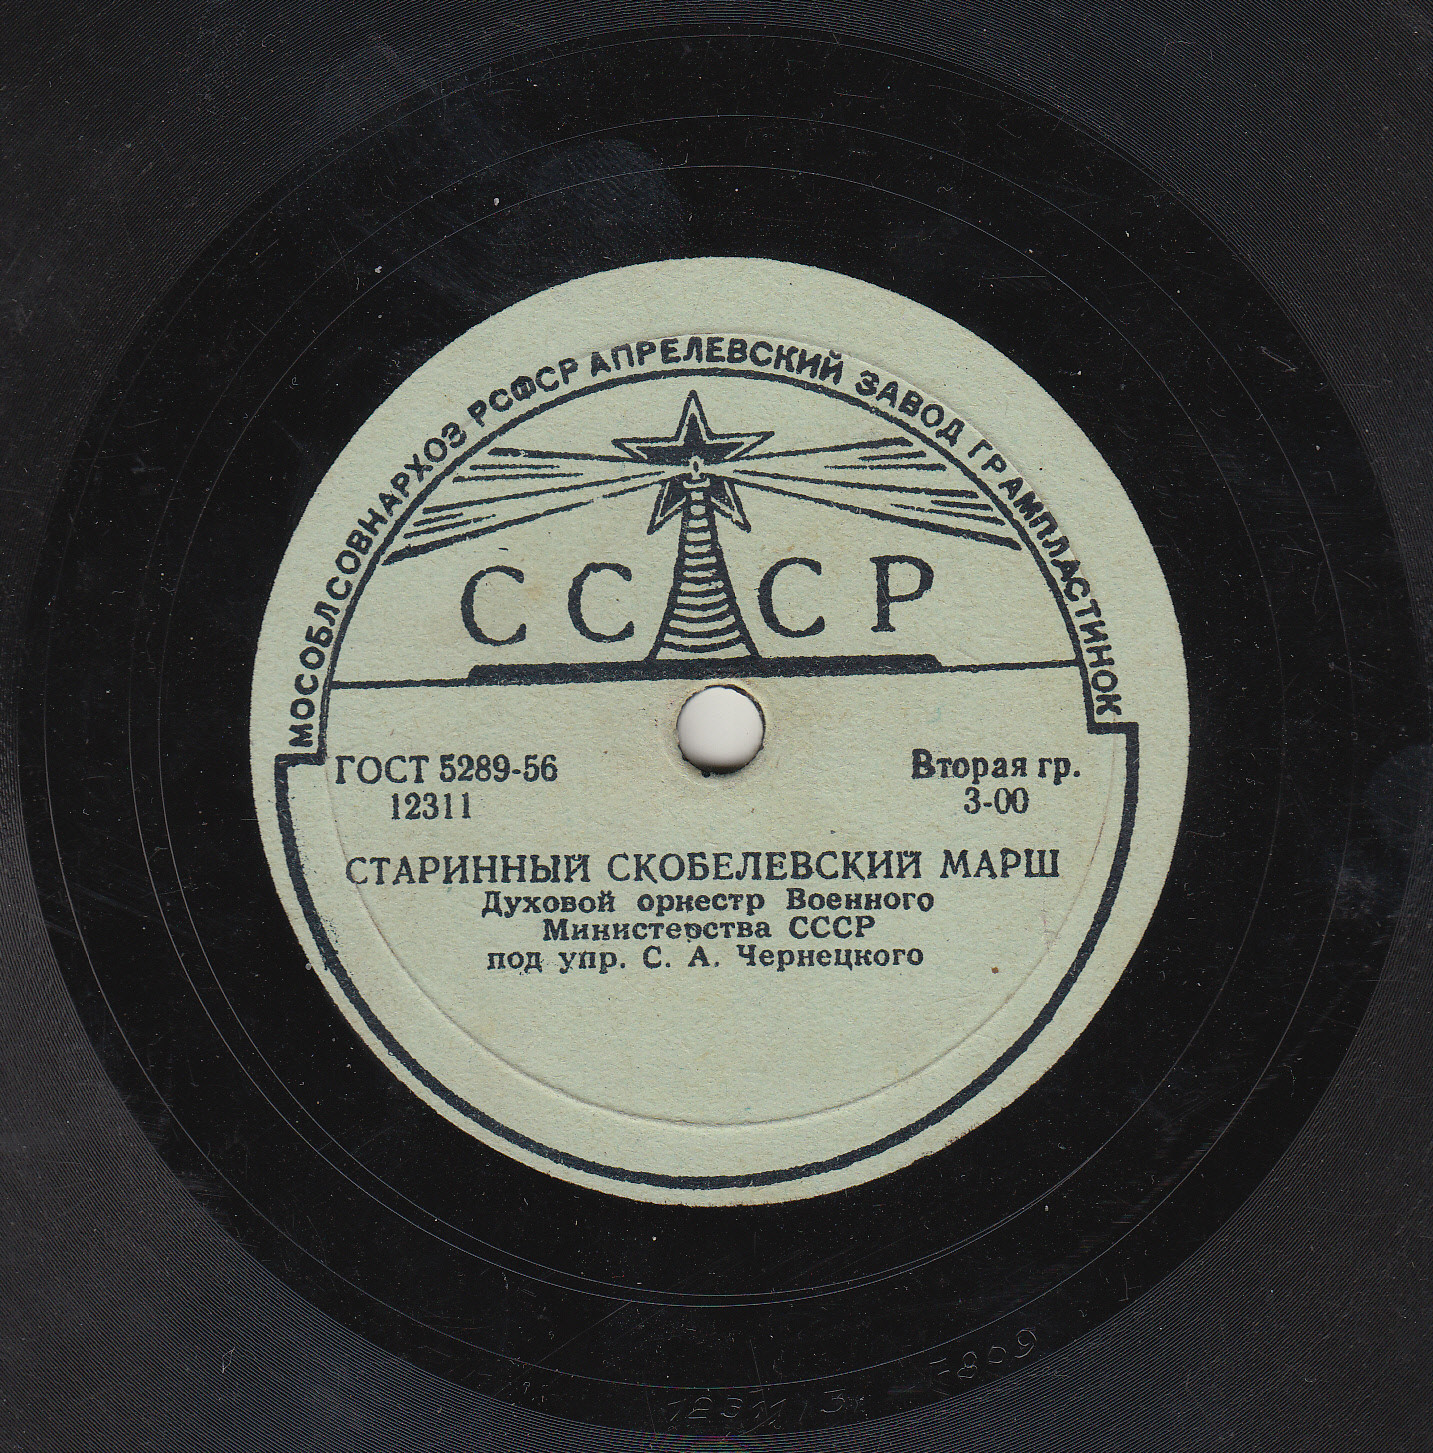 МОСОБЛСОВНАРХОЗ РСФСР АПРЕЛЕВСКИЙ ЗАВОД ГРАМПЛАСТИНОК
СССР
ГОСТ 5289-56
12311
Вторая гр.
3-00
СТАРИННЫЙ СКОБЕЛЕВСКИЙ МАРШ
Духовой оркестр Военного
Министерства СССР
под упр. С. А. Чернецкого